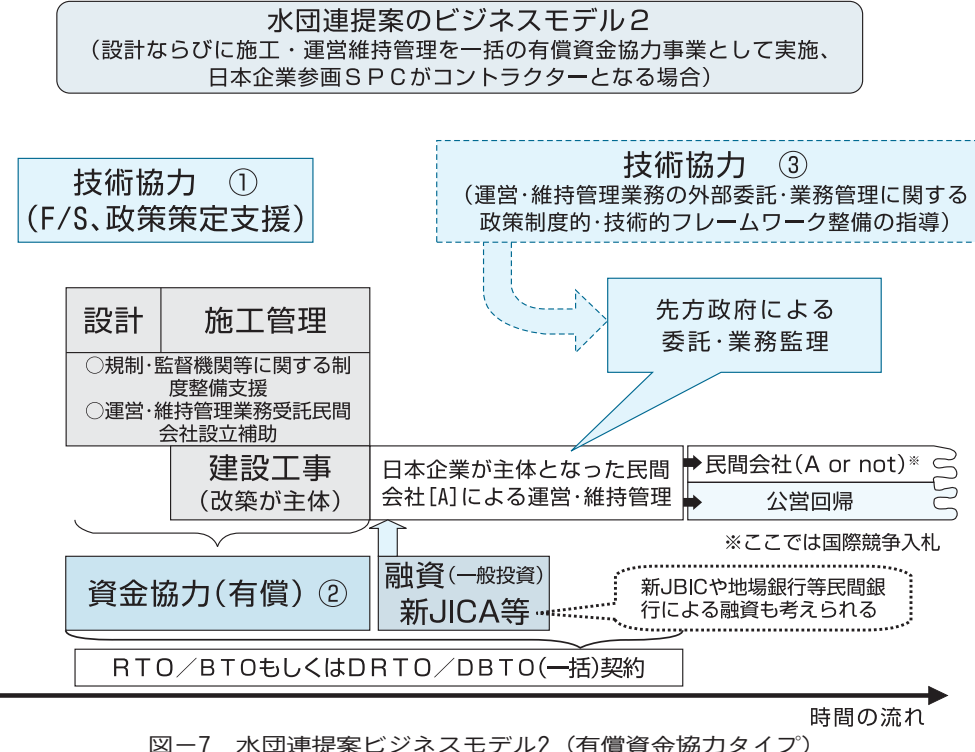 水団連提案のビジネスモデル２
（設計ならびに施工・運営維持管理を一括の有償資金協力事業として実施、
日本企業参画ＳＰＣがコントラクターとなる場合）
技術協力　①
(F/S、政策策定支援)
技術協力　③
(運営･維持管理業務の外部委託･業務管理に関する
政策制度的･技術的フレームワーク整備の指導)
設計
施工管理
先方政府による
委託･業務監理
○規制･監督機関等に関する制
度整備支援
○運営･維持管理業務受託民間
会社設立補助
建設工事
(改築が主体)
日本企業が主体となった民間
会社[A]による運営･維持管理
民間会社(A or not)※
公営回帰
※ここでは国際競争入札
資金協力(有償) ②
融資(一般投資)
新JICA等
新JBICや地場銀行等民間銀
行による融資も考えられる
ＲＴＯ／ＢＴＯもしくはＤＲＴＯ／ＤＢＴＯ(一括)契約
時間の流れ
図－7　水団連提案ビジネスモデル2（有償資金協力タイプ）